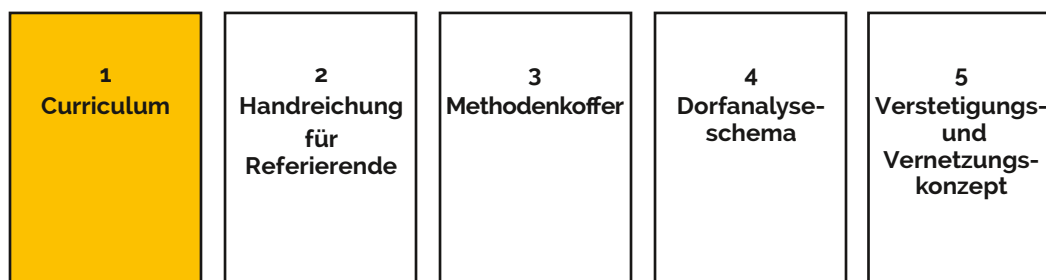 1
Curriculum
2
Handreichung
für
Referierende
3
Methodenkoffer
4
Dorfanalyse-
schema
5
Verstetigungs-
und
Vernetzungs-
konzept